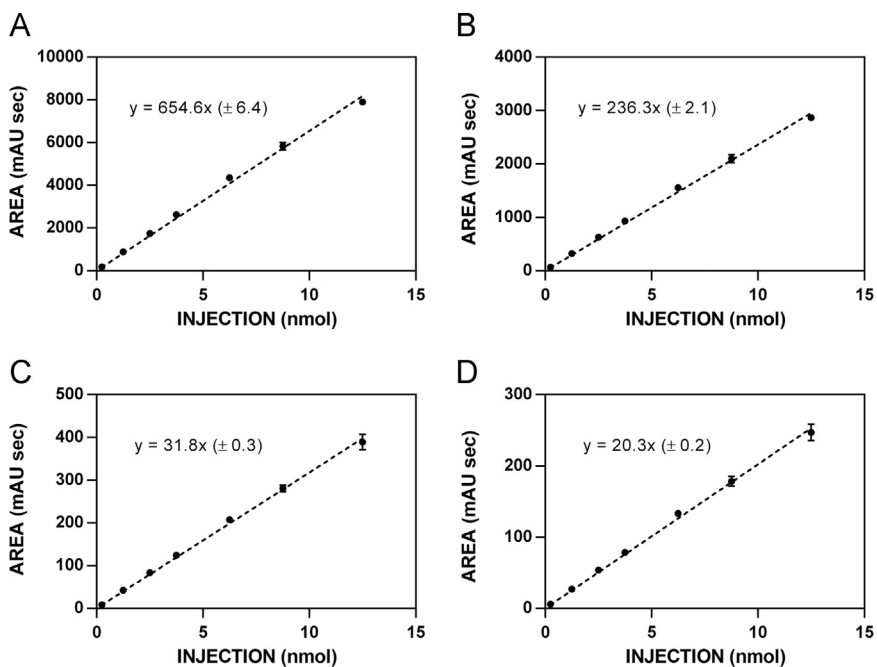 A
10000
8000
6000
4000
2000
0
AREA (mAU sec)
y = 654.6x (± 6.4)
0 5 10 15
INJECTION (nmol)
B
4000
3000
2000
1000
0
AREA (mAU sec)
y = 236.3x (± 2.1)
0 5 10 15
INJECTION (nmol)
C
500
400
300
200
100
0
AREA (mAU sec)
y = 31.8x (± 0.3)
0 5 10 15
INJECTION (nmol)
D
300
200
100
0
AREA (mAU sec)
y = 20.3x (± 0.2)
0 5 10 15
INJECTION (nmol)